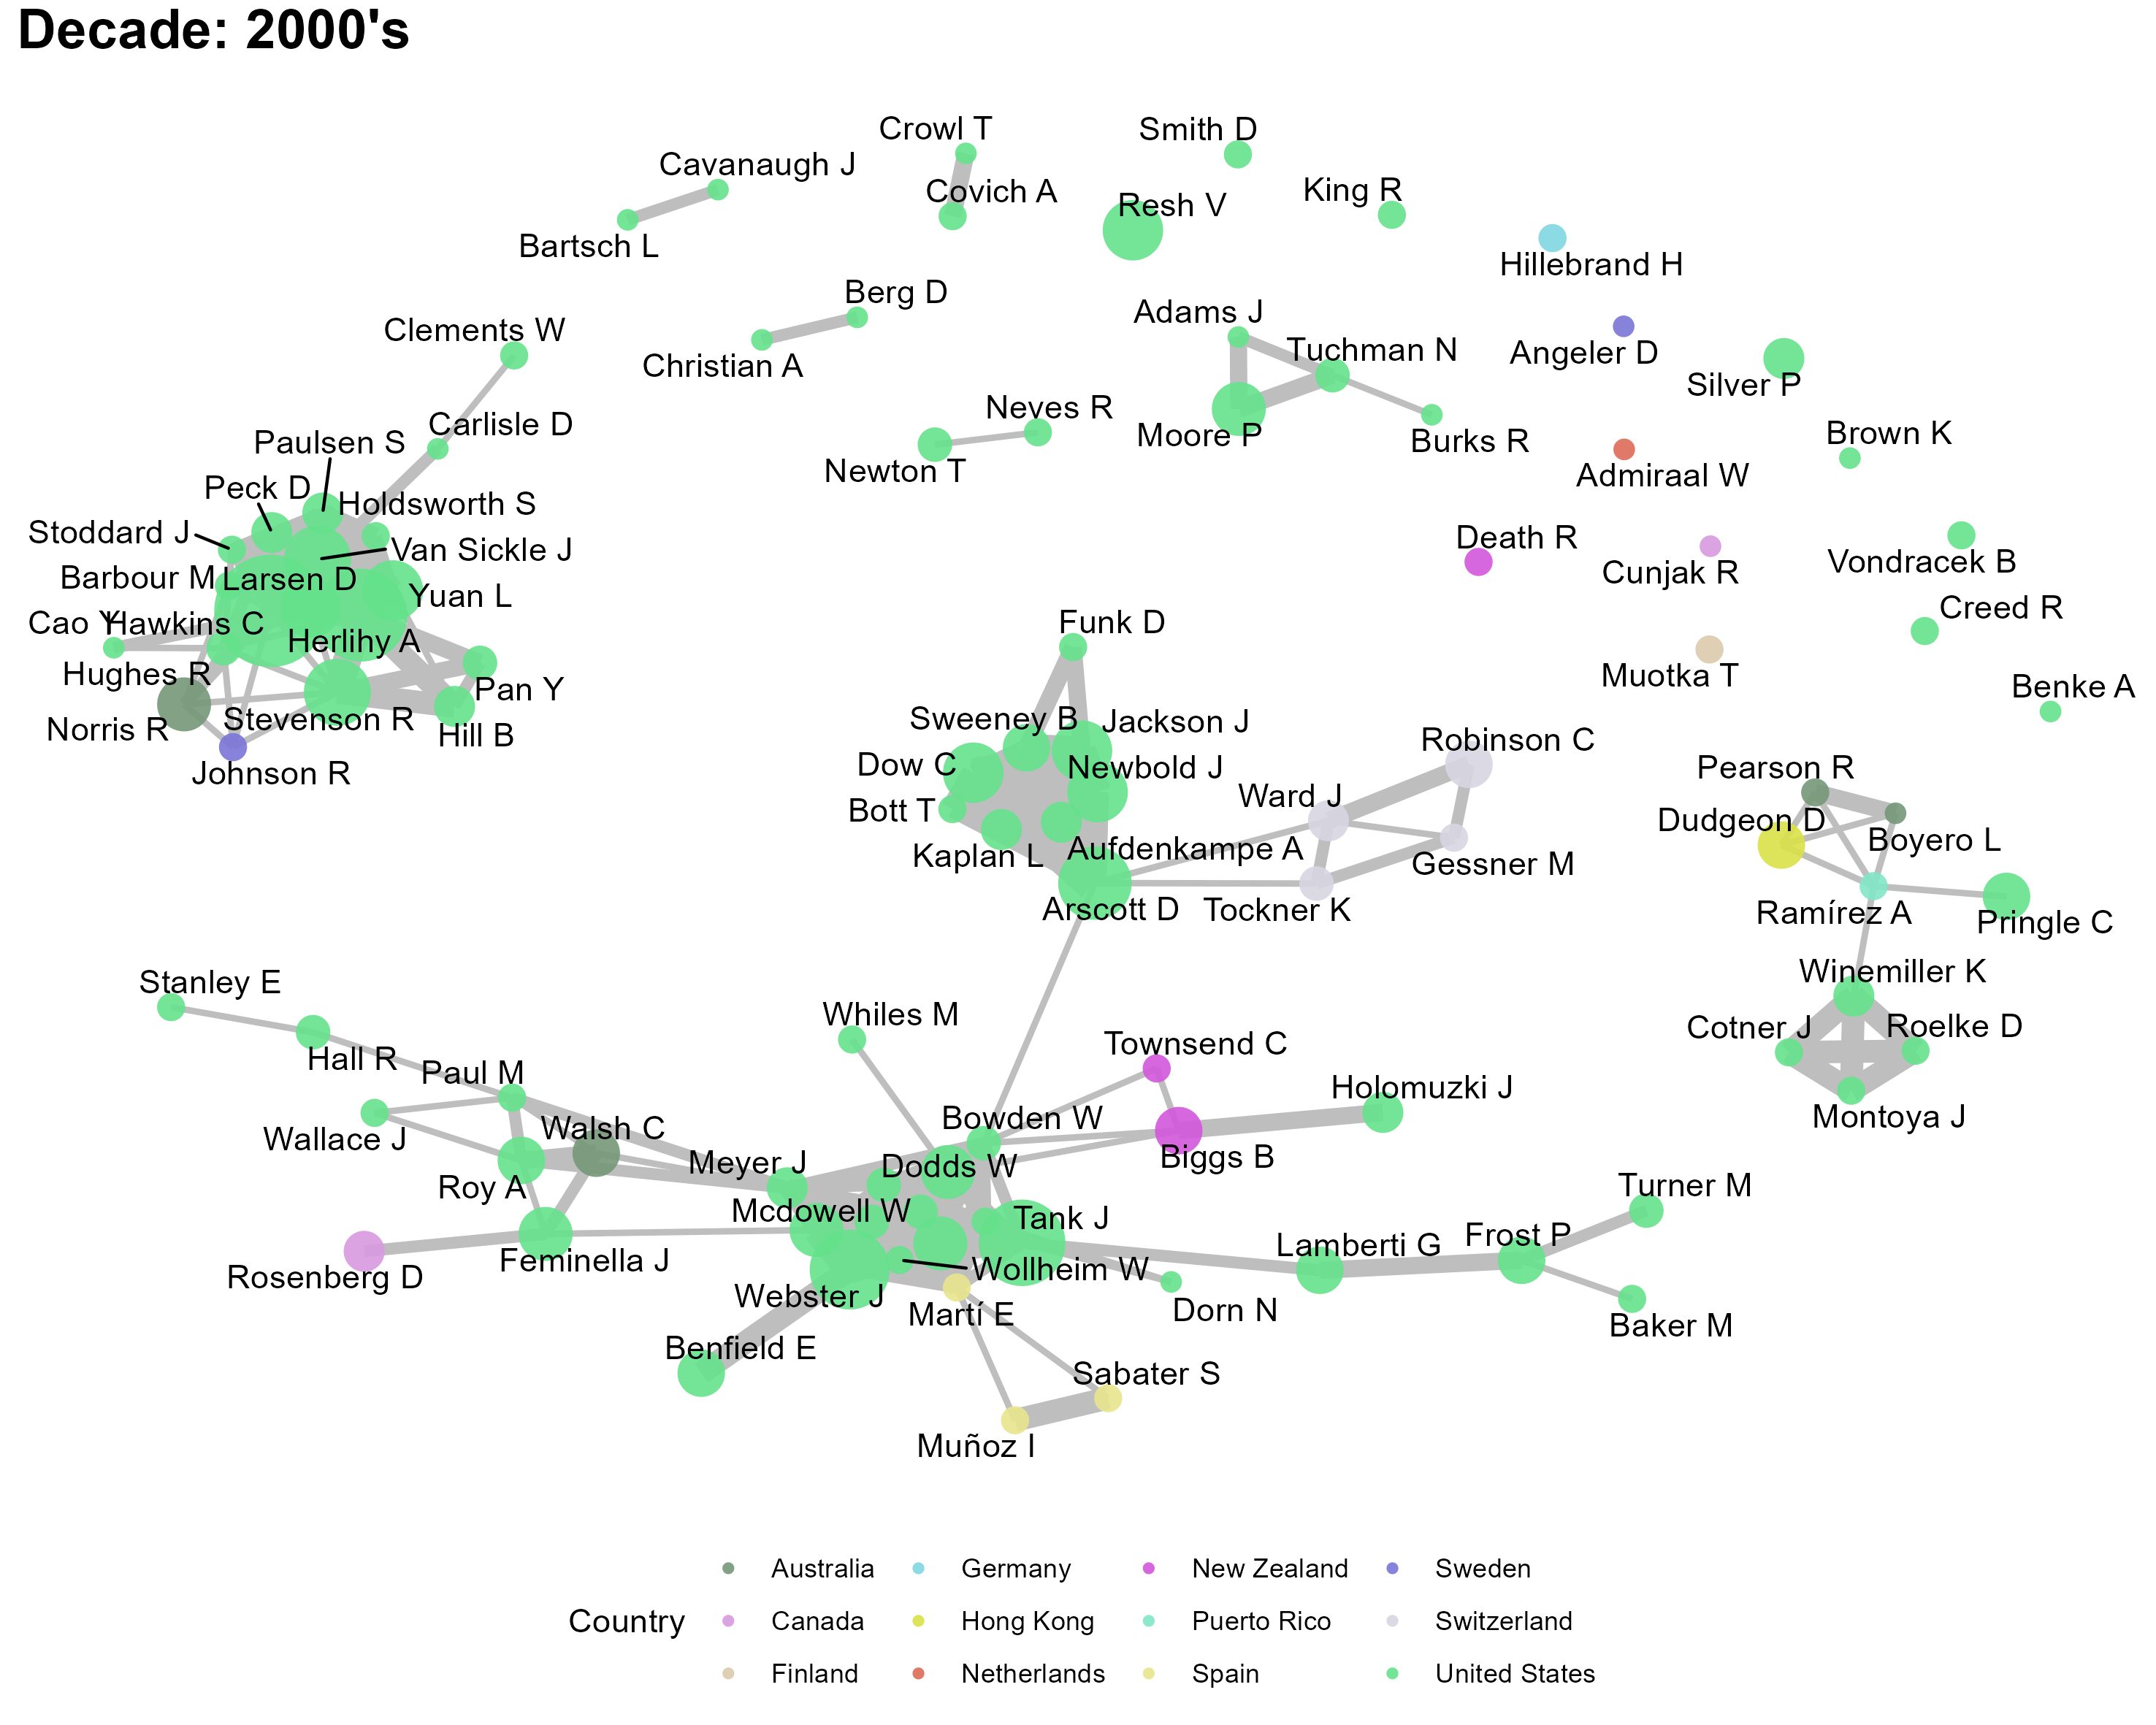 Decade: 2000's
Crowl T
Smith D
Cavanaugh J
Covich A
King R
Resh V
Bartsch L
Hillebrand H
Berg D
Adams J
Clements W
Tuchman N
Angeler D
Christian A
Silver P
Neves R
Carlisle D
Moore P
Burks R
Brown K
Paulsen S
Newton T
Admiraal W
Peck D
Holdsworth S
Stoddard J
Death R
Van Sickle J
Vondracek B
Barbour M
Larsen D
Cunjak R
Yuan L
Creed R
Cao Y
Hawkins C
Funk D
Herlihy A
Hughes R
Muotka T
Pan Y
Benke A
Norris R
Stevenson R
Sweeney B
Jackson J
Hill B
Robinson C
Johnson R
Dow C
Newbold J
Pearson R
Ward J
Bott T
Dudgeon D
Boyero L
Kaplan L
Aufdenkampe A
Gessner M
Arscott D
Tockner K
Ramírez A
Pringle C
Stanley E
Winemiller K
Whiles M
Cotner J
Roelke D
Hall R
Townsend C
Paul M
Holomuzki J
Bowden W
Montoya J
Wallace J
Walsh C
Biggs B
Meyer J
Dodds W
Roy A
Turner M
Mcdowell W
Tank J
Frost P
Lamberti G
Feminella J
Rosenberg D
Wollheim W
Webster J
Martí E
Dorn N
Baker M
Benfield E
Sabater S
Muñoz I
Country
Australia
Germany
New Zealand
Sweden
Canada
Hong Kong
Puerto Rico
Switzerland
Finland
Netherlands
Spain
United States